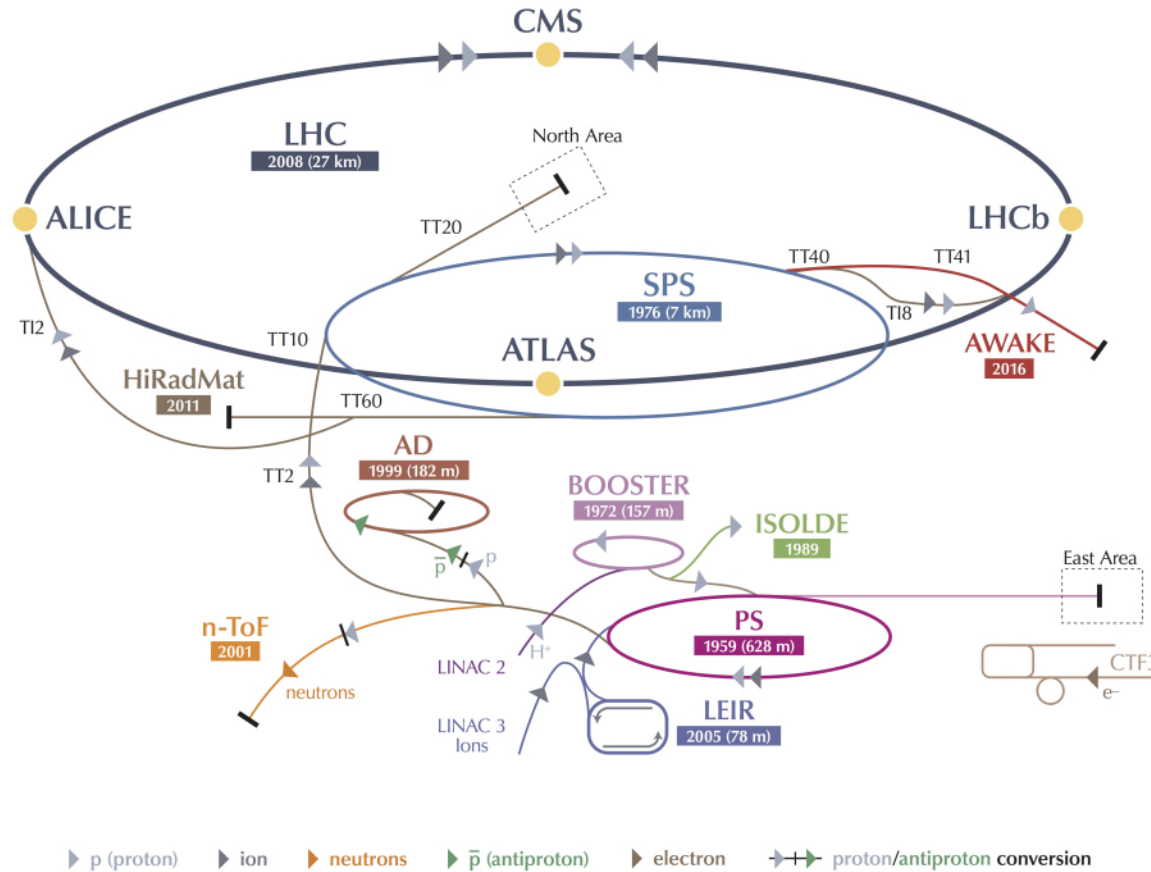 CMS
LHC
2008 (27 km)
North Area
ALICE
LHCb
TT20
TT40
TT41
SPS
1976 (7 km)
TI2
TI8
TT10
ATLAS
AWAKE
2016
HiRadMat
2011
TT60
AD
1999 (182 m)
TT2
BOOSTER
1972 (157 m)
ISOLDE
1989
p̅
p
East Area
n-ToF
2001
PS
1959 (628 m)
LINAC 2
H⁺
neutrons
CTF3
e–
LEIR
2005 (78 m)
LINAC 3
Ions
p (proton)
ion
neutrons
p̅ (antiproton)
electron
proton/antiproton conversion